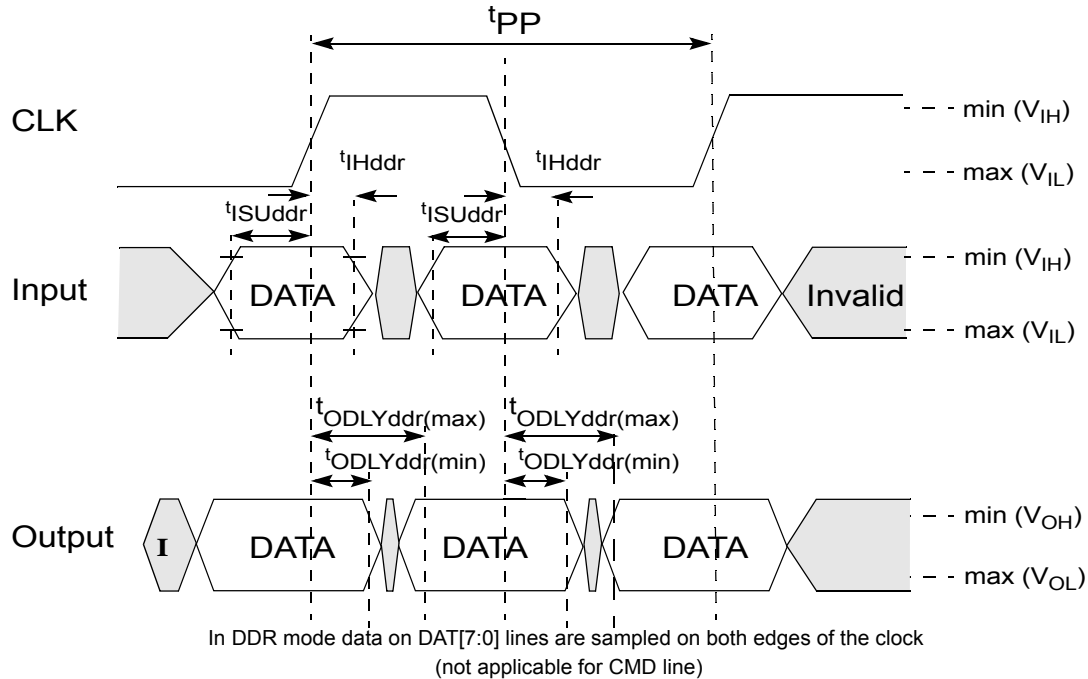 tPP
CLK
min (VIH)
max (VIL)
tIHddr
tIHddr
tISUddr
tISUddr
Input
DATA
DATA
DATA
Invalid
min (VIH)
max (VIL)
tODLYddr(max)
tODLYddr(max)
tODLYddr(min)
tODLYddr(min)
Output
I
DATA
DATA
DATA
min (VOH)
max (VOL)
In DDR mode data on DAT[7:0] lines are sampled on both edges of the clock
(not applicable for CMD line)